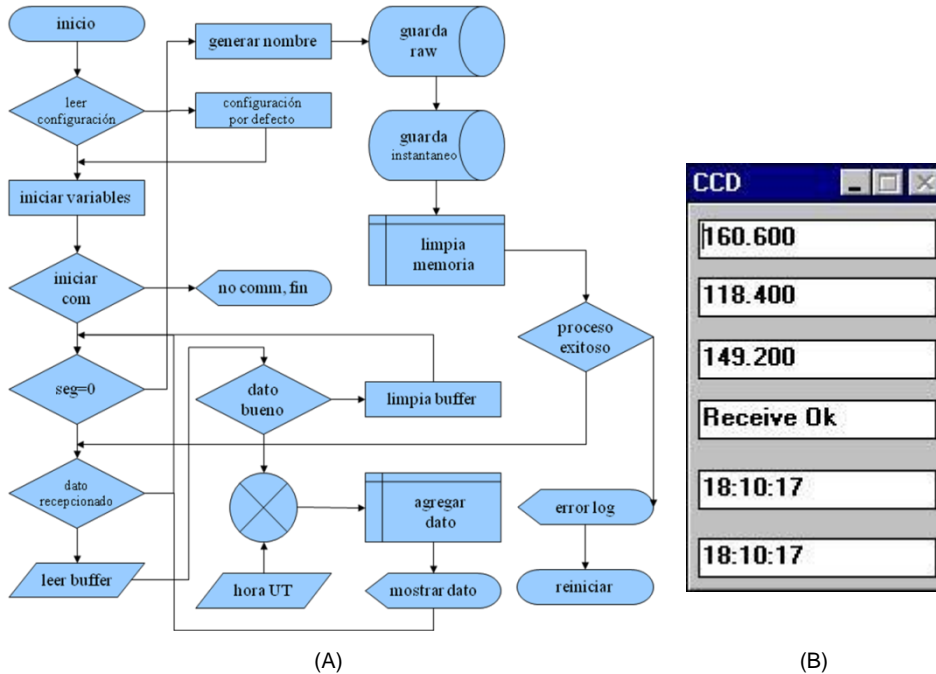 inicio
generar nombre
guarda
raw
leer
configuración
configuración
por defecto
guarda
instantaneo
iniciar variables
limpia
memoria
iniciar
com
no comm, fin
proceso
exitoso
seg=0
dato
bueno
limpia buffer
dato
recepcionado
agregar
dato
error log
leer buffer
hora UT
mostrar dato
reiniciar
(A)
CCD
160.600
118.400
149.200
Receive Ok
18:10:17
18:10:17
(B)